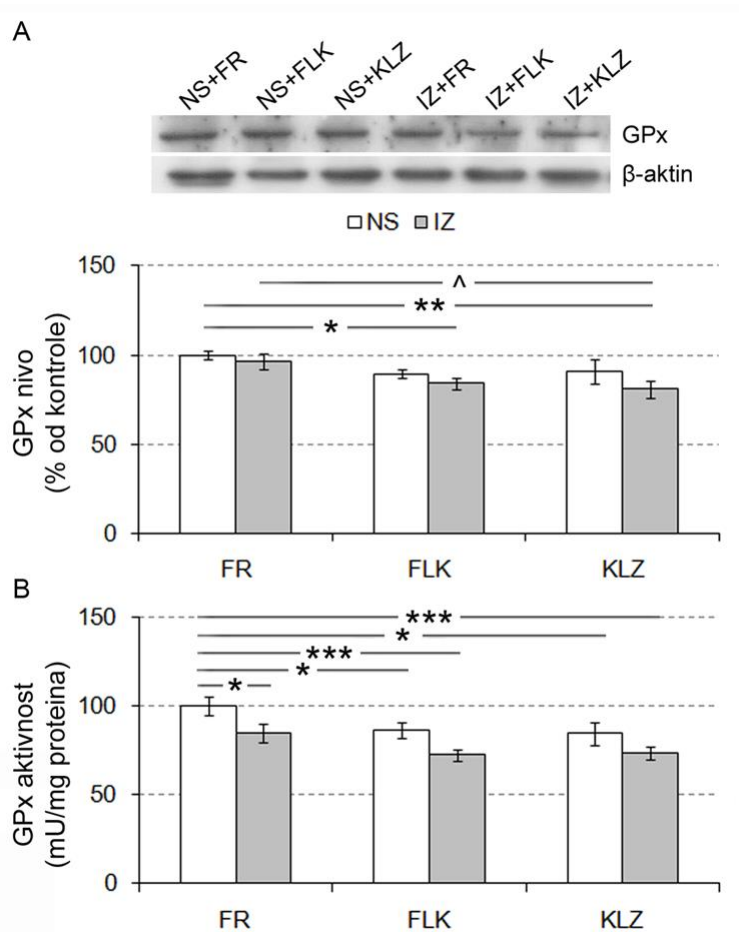 A
NS+FR NS+FLK NS+KLZ IZ+FR IZ+FLK IZ+KLZ
GPx
β-aktin
NS IZ
150
^
**
*
100
50
0
GPx nivo
(% od kontrole)
FR FLK KLZ
B
150
***
*
***
*
*
100
50
0
GPx aktivnost
(mU/mg proteina)
FR FLK KLZ